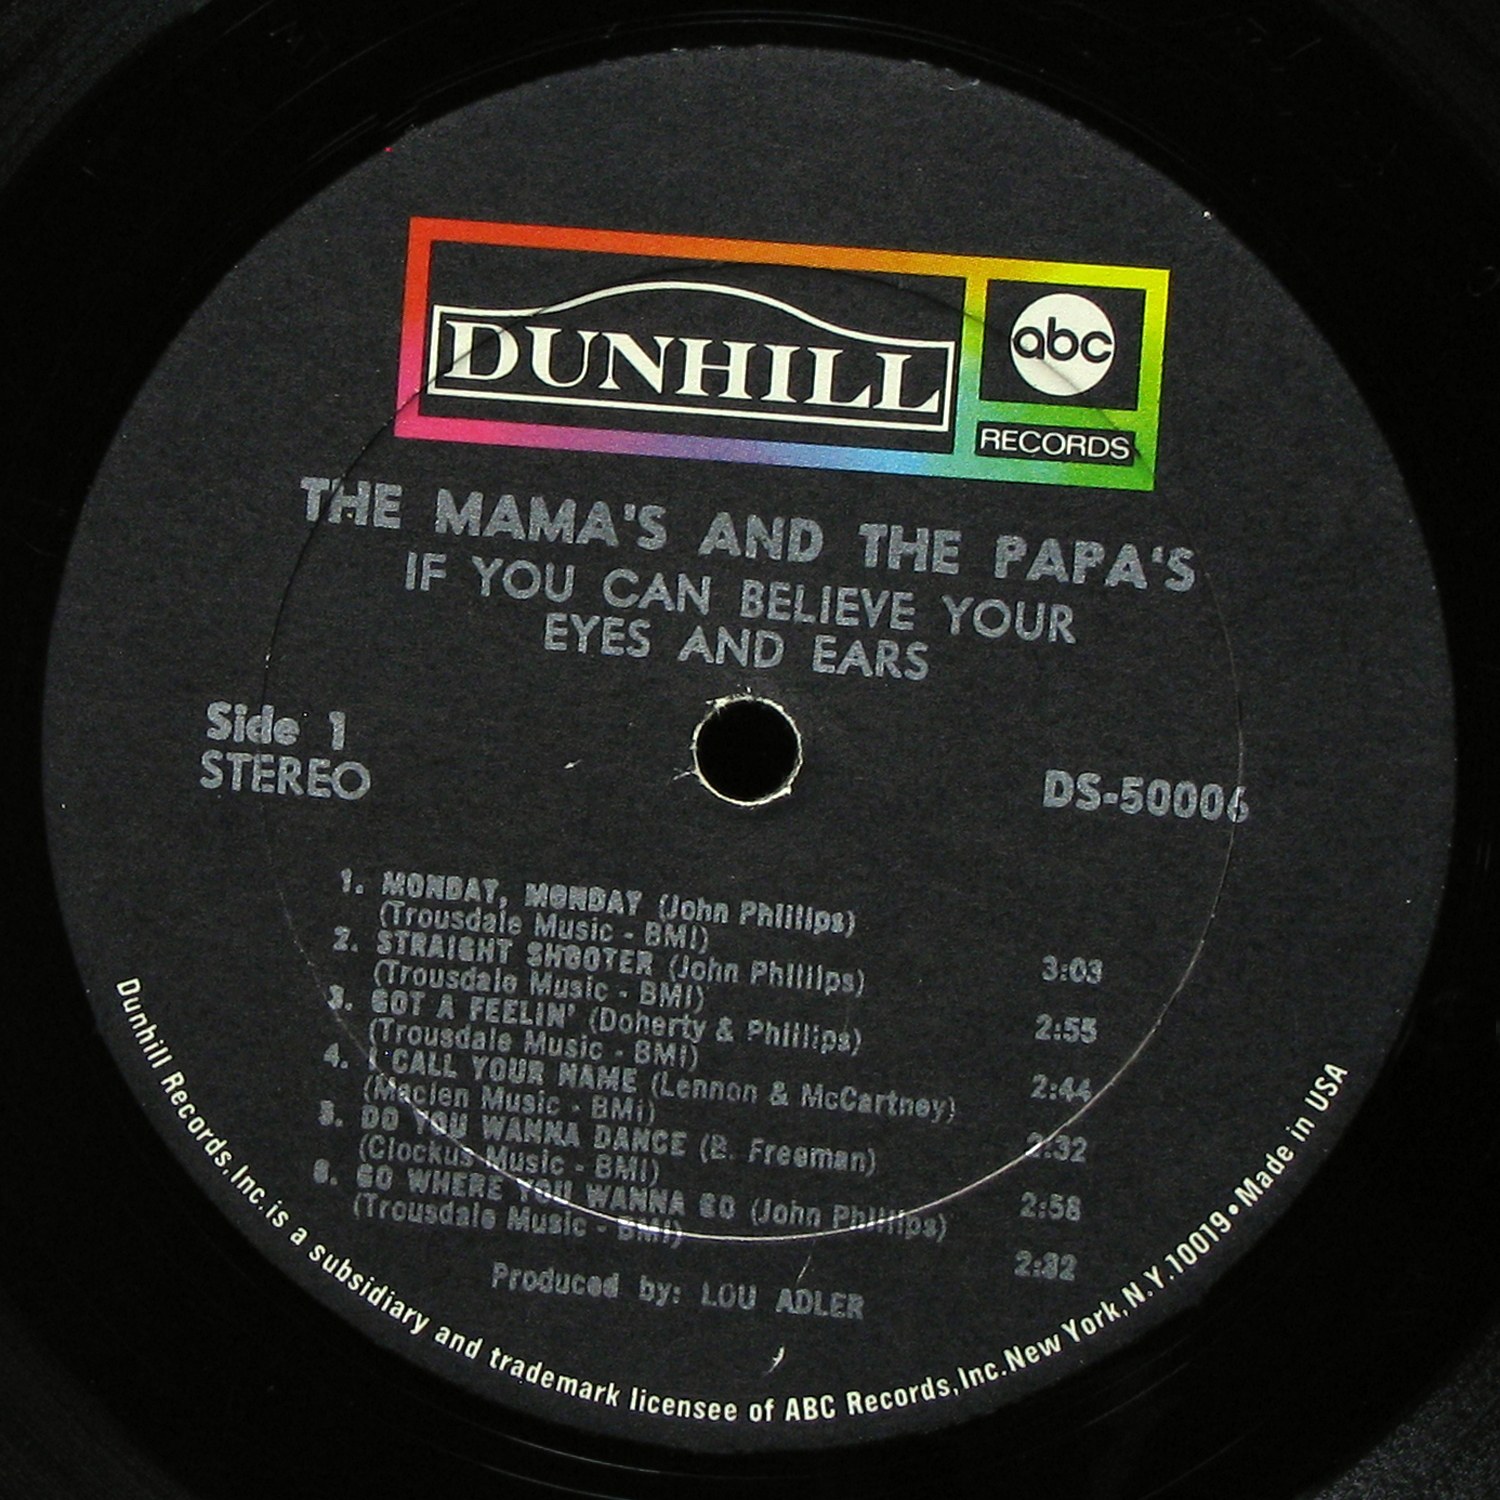 DUNHILL
abc
RECORDS
THE MAMA'S AND THE PAPA'S
IF YOU CAN BELIEVE YOUR
EYES AND EARS
Side 1
STEREO
DS-50006
1. MONDAY, MONDAY (John Phillips)
(Trousdale Music - BMI)
3:03
2. STRAIGHT SHOOTER (John Phillips)
(Trousdale Music - BMI)
2:55
3. GOT A FEELIN' (Doherty & Phillips)
(Trousdale Music - BMI)
2:44
4. I CALL YOUR NAME (Lennon & McCartney)
(Maclen Music - BMI)
2:32
5. DO YOU WANNA DANCE (B. Freeman)
(Clockus Music - BMI)
2:58
6. GO WHERE YOU WANNA GO (John Phillips)
(Trousdale Music - BMI)
Produced by: LOU ADLER
Dunhill Records, Inc. is a subsidiary and trademark licensee of ABC Records, Inc. New York, N.Y. 10019 • Made in USA